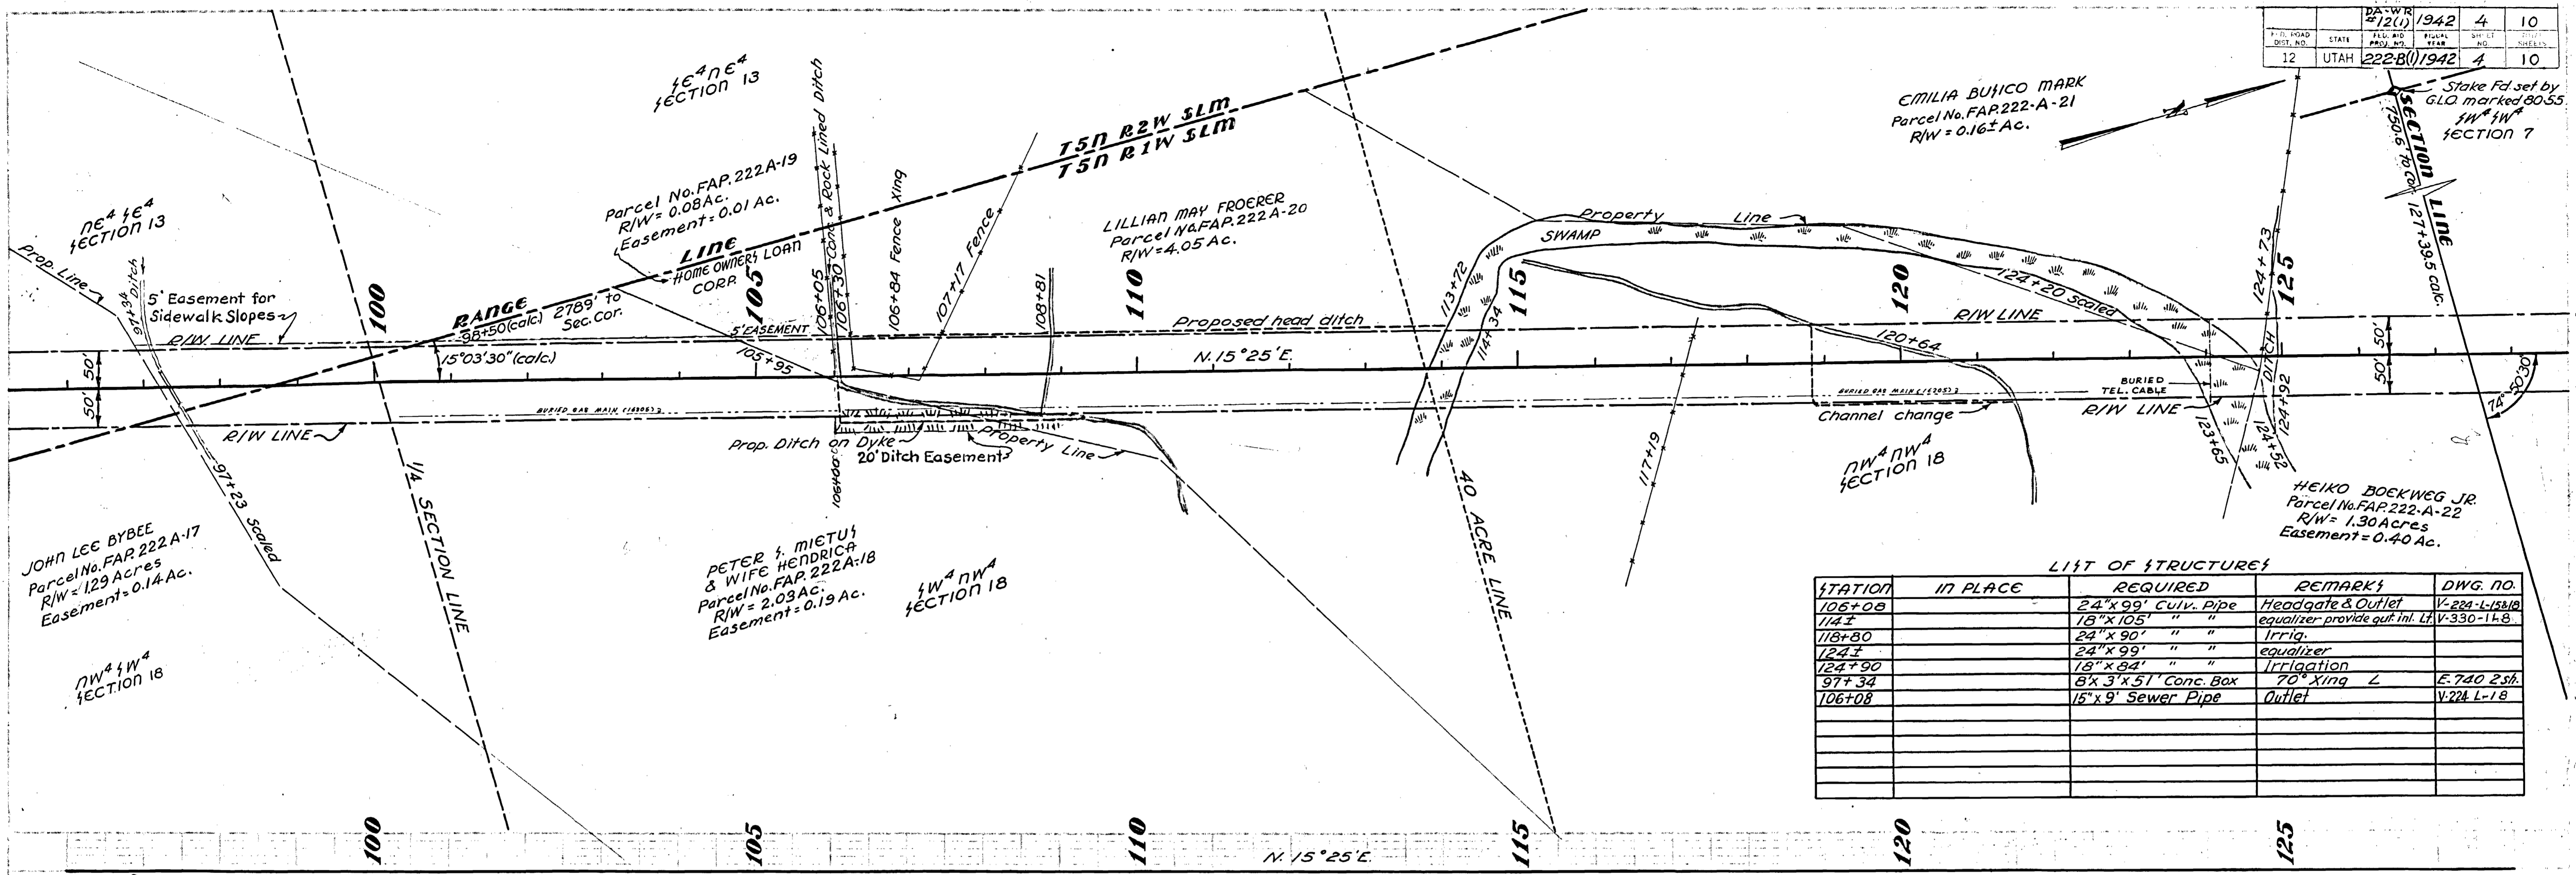 DA-WR #12(1) 1942 4 10
F.D. ROAD DIST. NO. STATE FED. AID PROJ. NO. FISCAL YEAR SHEET NO. SHEETS
12 UTAH 222-B(1) 1942 4 10
Stake Fd. set by
G.L.O. marked 8055
SW4 SW4
SECTION 7
SECTION LINE
750.6' to Cor. 127+39.5 calc.
EMILIA BUSICO MARK
Parcel No. FAP. 222-A-21
R/W = 0.16± Ac.
SE4 NE4
SECTION 13
T5N R2W SLM
T5N R1W SLM
NE4 SE4
SECTION 13
Parcel No. FAP. 222A-19
R/W = 0.08 Ac.
Easement = 0.01 Ac.
HOME OWNERS LOAN
CORP.
RANGE LINE
98+50 (calc.) 2789' to
Sec. Cor.
15°03'30" (calc.)
LILLIAN MAY FROERER
Parcel No. FAP. 222A-20
R/W = 4.05 Ac.
Prop. Line
97+34 Ditch
5' Easement for
Sidewalk Slopes
R/W LINE
50'
50'
100
105
110
115
120
125
5' EASEMENT
105+95
106+05
106+30 Conc. & Rock Lined Ditch
106+84 Fence Xing
107+17 Fence
108+81
Proposed head ditch
N. 15°25'E.
113+72
114+34
SWAMP
Property Line
120+64
124+20 Scaled
R/W LINE
124+73
DITCH
124+92
50'
50'
74°50'30"
BURIED GAS MAIN
R/W LINE
Prop. Ditch on Dyke
20' Ditch Easement
Property Line
106+00
BURIED GAS MAIN
Channel change
BURIED
TEL. CABLE
R/W LINE
123+65
124+52
117+19
97+23 Scaled
1/4 SECTION LINE
40 ACRE LINE
NW4 NW4
SECTION 18
JOHN LEE BYBEE
Parcel No. FAP. 222A-17
R/W = 1.29 Acres
Easement = 0.14 Ac.
NW4 SW4
SECTION 18
PETER S. MIETUS
& WIFE HENDRICA
Parcel No. FAP. 222A-18
R/W = 2.03 Ac.
Easement = 0.19 Ac.
SW4 NW4
SECTION 18
HEIKO BOEKWEG JR.
Parcel No. FAP. 222-A-22
R/W = 1.30 Acres
Easement = 0.40 Ac.
LIST OF STRUCTURES
STATION IN PLACE REQUIRED REMARKS DWG. NO.
106+08 24"x99' Culv. Pipe Headgate & Outlet V-224-L-15&18
114± 18"x105' " " equalizer provide gut. inl. Lt. V-330-1L8
118+80 24"x90' " " Irrig.
124± 24"x99' " " equalizer
124+90 18"x84' " " Irrigation
97+34 8'x3'x51' Conc. Box 70° Xing L E-740 2 sh.
106+08 15"x9' Sewer Pipe Outlet V-224 L-18
100
105
110
N. 15°25'E.
115
120
125